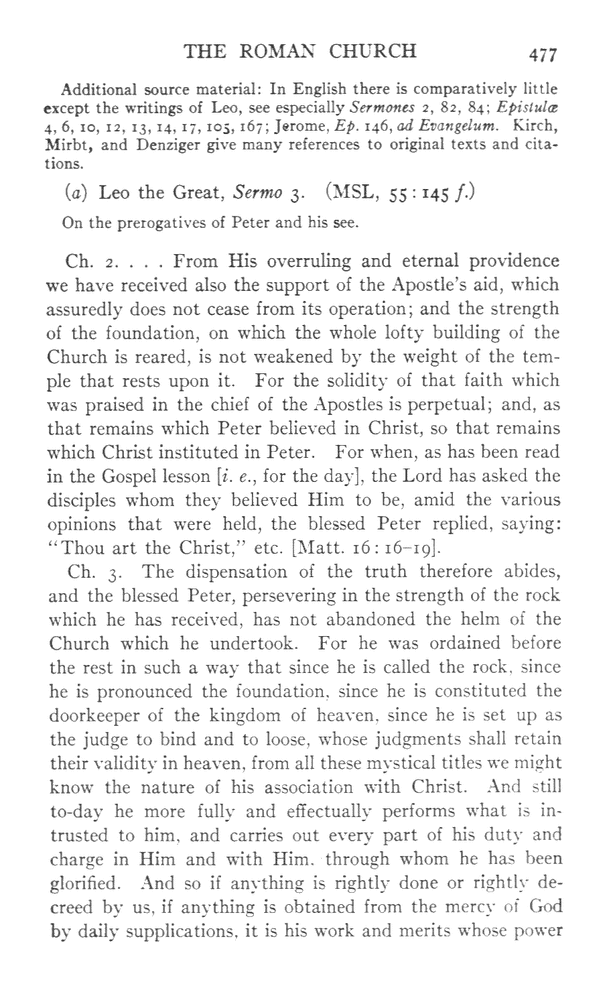 THE ROMAN CHURCH 477
Additional source material: In English there is comparatively little
except the writings of Leo, see especially Sermones 2, 82, 84; Epistulæ
4, 6, 10, 12, 13, 14, 17, 105, 167; Jerome, Ep. 146, ad Evangelum. Kirch,
Mirbt, and Denziger give many references to original texts and cita-
tions.
(a) Leo the Great, Sermo 3. (MSL, 55 : 145 f.)
On the prerogatives of Peter and his see.
Ch. 2. . . . From His overruling and eternal providence
we have received also the support of the Apostle's aid, which
assuredly does not cease from its operation; and the strength
of the foundation, on which the whole lofty building of the
Church is reared, is not weakened by the weight of the tem-
ple that rests upon it. For the solidity of that faith which
was praised in the chief of the Apostles is perpetual; and, as
that remains which Peter believed in Christ, so that remains
which Christ instituted in Peter. For when, as has been read
in the Gospel lesson [i. e., for the day], the Lord has asked the
disciples whom they believed Him to be, amid the various
opinions that were held, the blessed Peter replied, saying:
"Thou art the Christ," etc. [Matt. 16 : 16–19].
Ch. 3. The dispensation of the truth therefore abides,
and the blessed Peter, persevering in the strength of the rock
which he has received, has not abandoned the helm of the
Church which he undertook. For he was ordained before
the rest in such a way that since he is called the rock, since
he is pronounced the foundation, since he is constituted the
doorkeeper of the kingdom of heaven, since he is set up as
the judge to bind and to loose, whose judgments shall retain
their validity in heaven, from all these mystical titles we might
know the nature of his association with Christ. And still
to-day he more fully and effectually performs what is in-
trusted to him, and carries out every part of his duty and
charge in Him and with Him, through whom he has been
glorified. And so if anything is rightly done or rightly de-
creed by us, if anything is obtained from the mercy of God
by daily supplications, it is his work and merits whose power